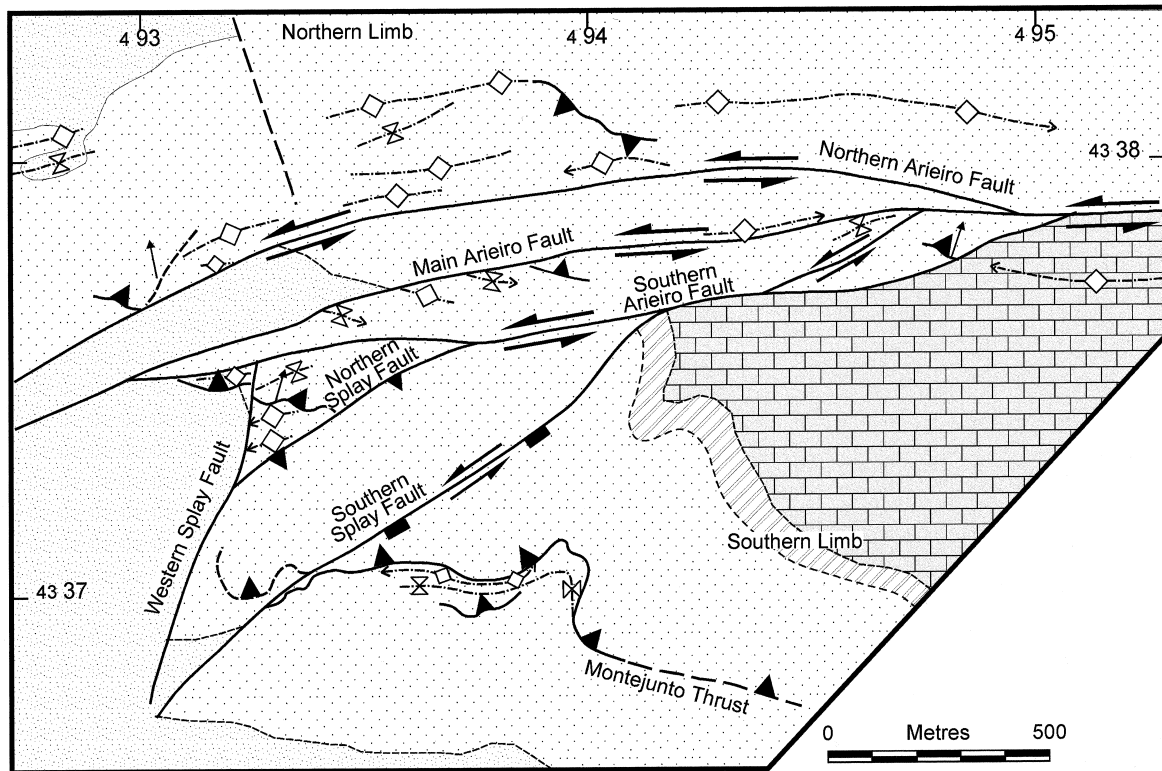 4 93
4 94
4 95
Northern Limb
43 38
Northern Arieiro Fault
Main Arieiro Fault
Southern
Arieiro Fault
Northern
Splay Fault
Western Splay Fault
Southern
Splay Fault
Southern Limb
43 37
Montejunto Thrust
0 Metres 500